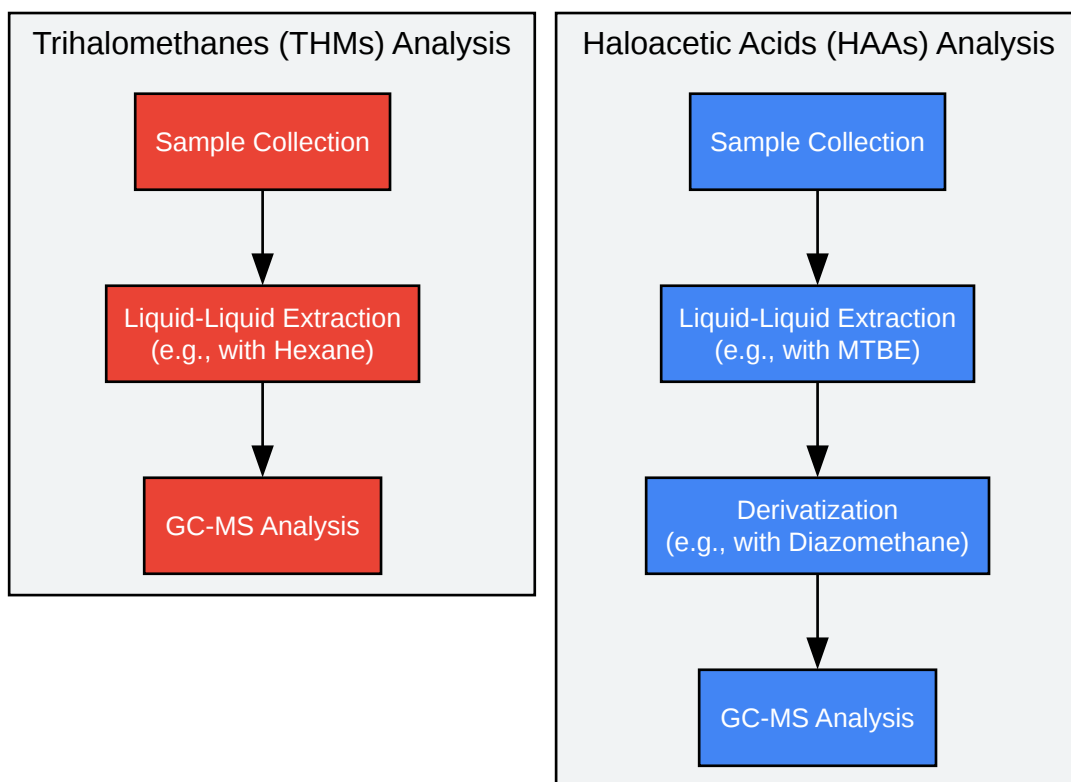 Trihalomethanes (THMs) Analysis
Sample Collection
Liquid-Liquid Extraction
(e.g., with Hexane)
GC-MS Analysis
Haloacetic Acids (HAAs) Analysis
Sample Collection
Liquid-Liquid Extraction
(e.g., with MTBE)
Derivatization
(e.g., with Diazomethane)
GC-MS Analysis